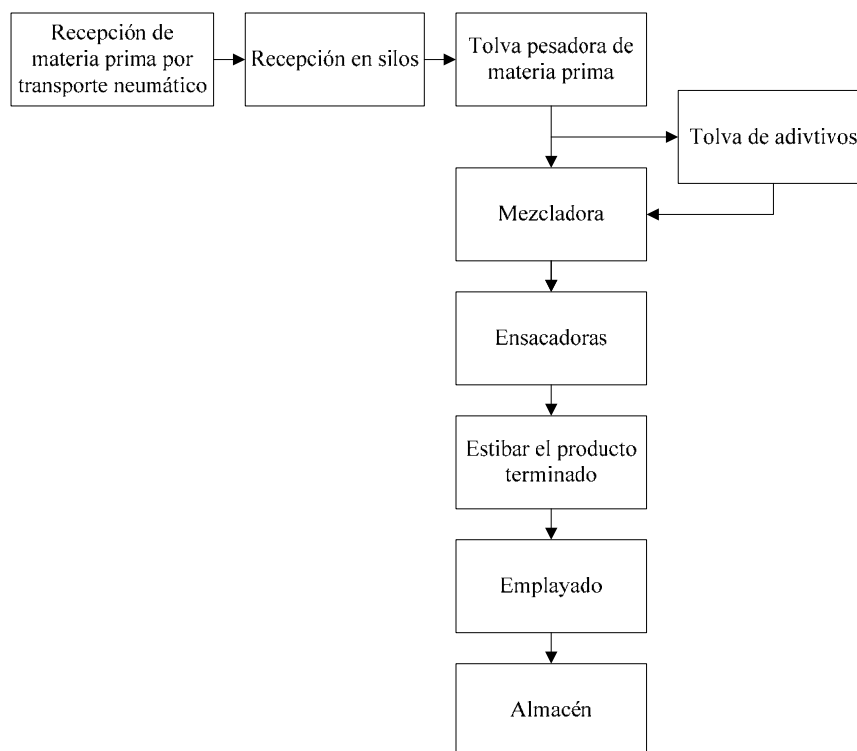 Recepción de
materia prima por
transporte neumático
Recepción en silos
Tolva pesadora de
materia prima
Tolva de adivtivos
Mezcladora
Ensacadoras
Estibar el producto
terminado
Emplayado
Almacén